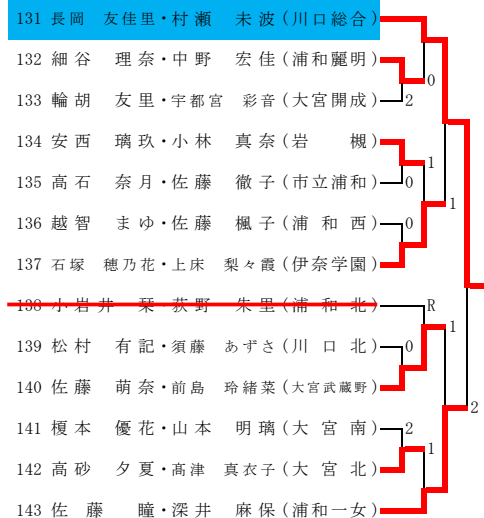 131 長岡 友佳里・村瀬 未波(川口総合)
132 細谷 理奈・中野 宏佳(浦和麗明)
0
133 輪胡 友里・宇都宮 彩音(大宮開成) 2
134 安西 璃玖・小林 真奈(岩槻)
1
135 高石 奈月・佐藤 徹子(市立浦和) 0
1
136 越智 まゆ・佐藤 楓子(浦和西) 0
137 石塚 穂乃花・上床 梨々霞(伊奈学園)
138 小岩井 栞・荻野 朱里(浦和北) R
1
139 松村 有記・須藤 あずさ(川口北) 0
140 佐藤 萌奈・前島 玲緒菜(大宮武蔵野)
2
141 榎本 優花・山本 明璃(大宮南) 2
1
142 高砂 夕夏・髙津 真衣子(大宮北)
143 佐藤 瞳・深井 麻保(浦和一女)